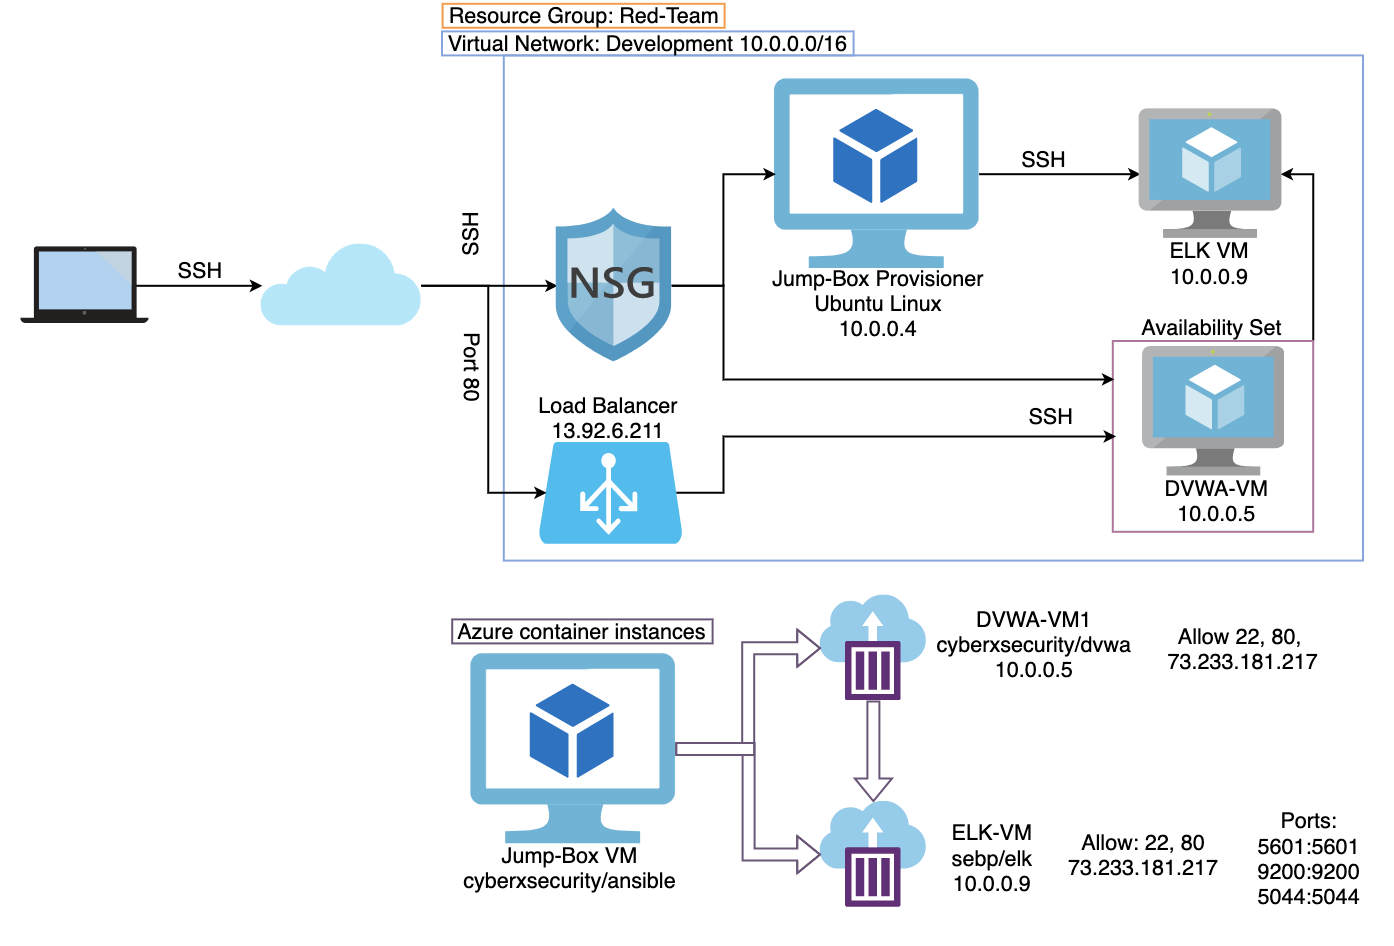 Resource Group: Red-Team
Virtual Network: Development 10.0.0.0/16
SSH
SSH
Port 80
NSG
Load Balancer
13.92.6.211
Jump-Box Provisioner
Ubuntu Linux
10.0.0.4
SSH
ELK VM
10.0.0.9
Availability Set
SSH
DVWA-VM
10.0.0.5
Azure container instances
Jump-Box VM
cyberxsecurity/ansible
DVWA-VM1
cyberxsecurity/dvwa
10.0.0.5
Allow 22, 80,
73.233.181.217
ELK-VM
sebp/elk
10.0.0.9
Allow: 22, 80
73.233.181.217
Ports:
5601:5601
9200:9200
5044:5044